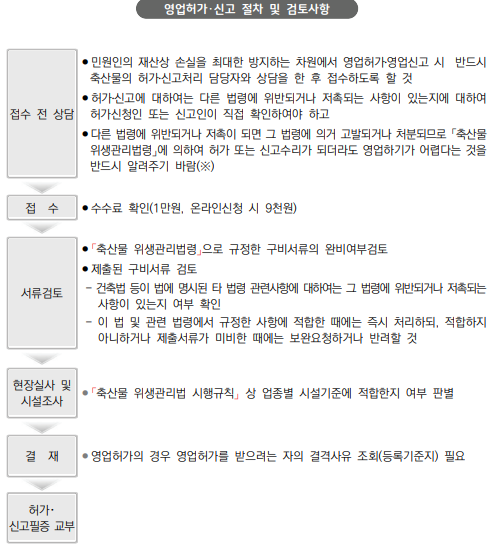 영업허가·신고 절차 및 검토사항
접수 전 상담
● 민원인의 재산상 손실을 최대한 방지하는 차원에서 영업허가·영업신고 시 반드시
축산물의 허가·신고처리 담당자와 상담을 한 후 접수하도록 할 것
● 허가·신고에 대하여는 다른 법령에 위반되거나 저촉되는 사항이 있는지에 대하여
허가신청인 또는 신고인이 직접 확인하여야 하고
● 다른 법령에 위반되거나 저촉이 되면 그 법령에 의거 고발되거나 처분되므로 「축산물
위생관리법령」에 의하여 허가 또는 신고수리가 되더라도 영업하기가 어렵다는 것을
반드시 알려주기 바람(※)
접 수
● 수수료 확인(1만원, 온라인신청 시 9천원)
서류검토
● 「축산물 위생관리법령」으로 규정한 구비서류의 완비여부검토
● 제출된 구비서류 검토
- 건축법 등이 법에 명시된 타 법령 관련사항에 대하여는 그 법령에 위반되거나 저촉되는
사항이 있는지 여부 확인
- 이 법 및 관련 법령에서 규정한 사항에 적합한 때에는 즉시 처리하되, 적합하지
아니하거나 제출서류가 미비한 때에는 보완요청하거나 반려할 것
현장실사 및
시설조사
● 「축산물 위생관리법 시행규칙」 상 업종별 시설기준에 적합한지 여부 판별
결 재
● 영업허가의 경우 영업허가를 받으려는 자의 결격사유 조회(등록기준지) 필요
허가·
신고필증 교부